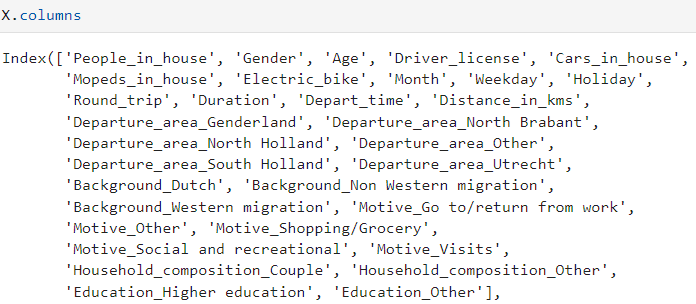 X.columns
Index(['People_in_house', 'Gender', 'Age', 'Driver_license', 'Cars_in_house',
'Mopeds_in_house', 'Electric_bike', 'Month', 'Weekday', 'Holiday',
'Round_trip', 'Duration', 'Depart_time', 'Distance_in_kms',
'Departure_area_Genderland', 'Departure_area_North Brabant',
'Departure_area_North Holland', 'Departure_area_Other',
'Departure_area_South Holland', 'Departure_area_Utrecht',
'Background_Dutch', 'Background_Non Western migration',
'Background_Western migration', 'Motive_Go to/return from work',
'Motive_Other', 'Motive_Shopping/Grocery',
'Motive_Social and recreational', 'Motive_Visits',
'Household_composition_Couple', 'Household_composition_Other',
'Education_Higher education', 'Education_Other'],